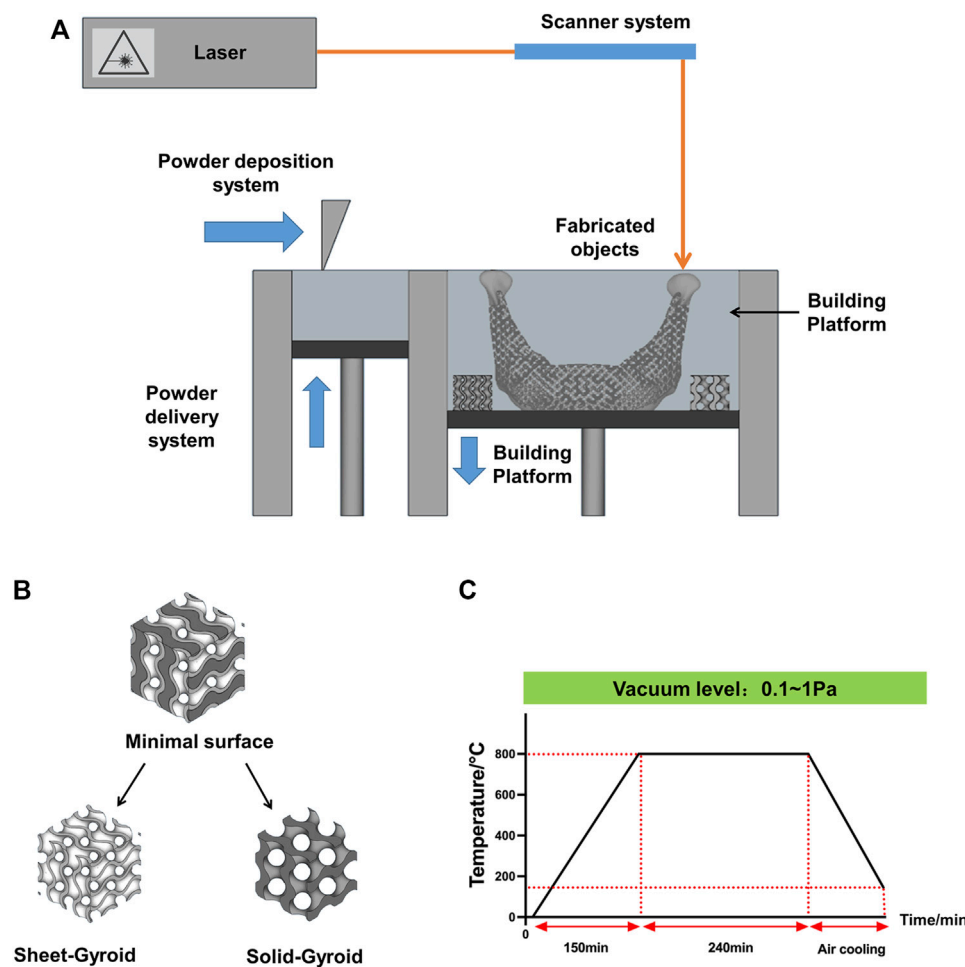 A
Laser
Scanner system
Powder deposition
system
Fabricated
objects
Building
Platform
Powder
delivery
system
Building
Platform
B
Minimal surface
Sheet-Gyroid
Solid-Gyroid
C
Vacuum level：0.1~1Pa
Temperature/°C
800
600
400
200
0
0
150min
240min
Air cooling
Time/min